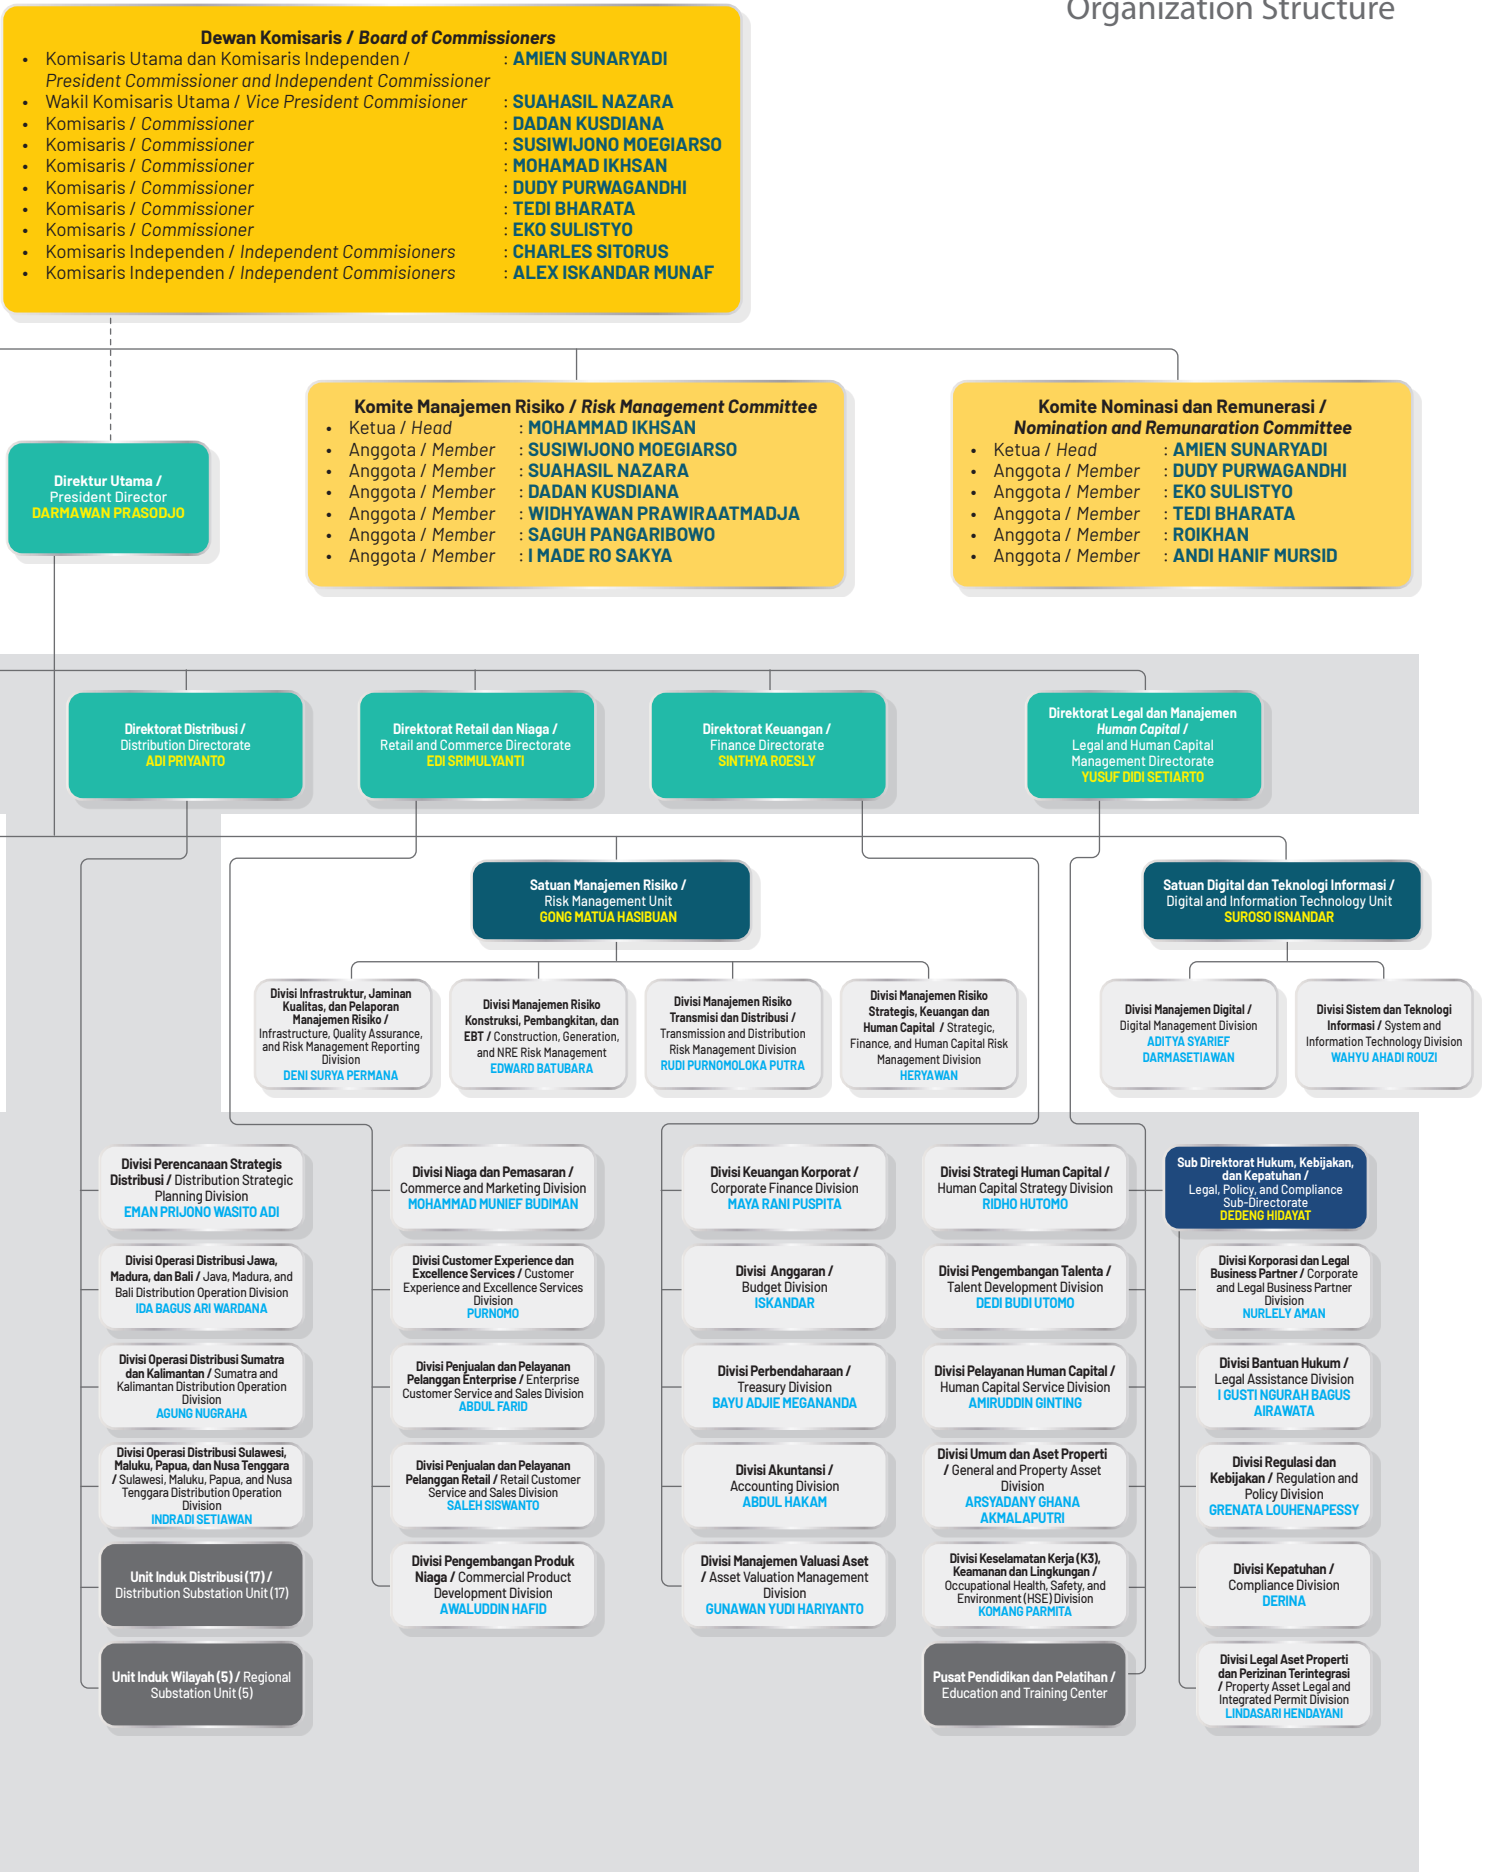 Organization Structure
Dewan Komisaris / Board of Commissioners
• Komisaris Utama dan Komisaris Independen / : AMIEN SUNARYADI
President Commissioner and Independent Commissioner
• Wakil Komisaris Utama / Vice President Commisioner : SUAHASIL NAZARA
• Komisaris / Commissioner : DADAN KUSDIANA
• Komisaris / Commissioner : SUSIWIJONO MOEGIARSO
• Komisaris / Commissioner : MOHAMAD IKHSAN
• Komisaris / Commissioner : DUDY PURWAGANDHI
• Komisaris / Commissioner : TEDI BHARATA
• Komisaris / Commissioner : EKO SULISTYO
• Komisaris Independen / Independent Commisioners : CHARLES SITORUS
• Komisaris Independen / Independent Commisioners : ALEX ISKANDAR MUNAF
Direktur Utama /
President Director
DARMAWAN PRASODJO
Komite Manajemen Risiko / Risk Management Committee
• Ketua / Head : MOHAMMAD IKHSAN
• Anggota / Member : SUSIWIJONO MOEGIARSO
• Anggota / Member : SUAHASIL NAZARA
• Anggota / Member : DADAN KUSDIANA
• Anggota / Member : WIDHYAWAN PRAWIRAATMADJA
• Anggota / Member : SAGUH PANGARIBOWO
• Anggota / Member : I MADE RO SAKYA
Komite Nominasi dan Remunerasi /
Nomination and Remunaration Committee
• Ketua / Head : AMIEN SUNARYADI
• Anggota / Member : DUDY PURWAGANDHI
• Anggota / Member : EKO SULISTYO
• Anggota / Member : TEDI BHARATA
• Anggota / Member : ROIKHAN
• Anggota / Member : ANDI HANIF MURSID
Direktorat Distribusi /
Distribution Directorate
ADI PRIYANTO
Direktorat Retail dan Niaga /
Retail and Commerce Directorate
EDI SRIMULYANTI
Direktorat Keuangan /
Finance Directorate
SINTHYA ROESLY
Direktorat Legal dan Manajemen
Human Capital /
Legal and Human Capital
Management Directorate
YUSUF DIDI SETIARTO
Satuan Manajemen Risiko /
Risk Management Unit
GONG MATUA HASIBUAN
Satuan Digital dan Teknologi Informasi /
Digital and Information Technology Unit
SUROSO ISNANDAR
Divisi Infrastruktur, Jaminan
Kualitas, dan Pelaporan
Manajemen Risiko /
Infrastructure, Quality Assurance,
and Risk Management Reporting
Division
DENI SURYA PERMANA
Divisi Manajemen Risiko
Konstruksi, Pembangkitan, dan
EBT / Construction, Generation,
and NRE Risk Management
EDWARD BATUBARA
Divisi Manajemen Risiko
Transmisi dan Distribusi /
Transmission and Distribution
Risk Management Division
RUDI PURNOMOLOKA PUTRA
Divisi Manajemen Risiko
Strategis, Keuangan dan
Human Capital / Strategic,
Finance, and Human Capital Risk
Management Division
HERYAWAN
Divisi Manajemen Digital /
Digital Management Division
ADITYA SYARIEF
DARMASETIAWAN
Divisi Sistem dan Teknologi
Informasi / System and
Information Technology Division
WAHYU AHADI ROUZI
Divisi Perencanaan Strategis
Distribusi / Distribution Strategic
Planning Division
EMAN PRIJONO WASITO ADI
Divisi Operasi Distribusi Jawa,
Madura, dan Bali / Java, Madura, and
Bali Distribution Operation Division
IDA BAGUS ARI WARDANA
Divisi Operasi Distribusi Sumatra
dan Kalimantan / Sumatra and
Kalimantan Distribution Operation
Division
AGUNG NUGRAHA
Divisi Operasi Distribusi Sulawesi,
Maluku, Papua, dan Nusa Tenggara
/ Sulawesi, Maluku, Papua, and Nusa
Tenggara Distribution Operation
Division
INDRADI SETIAWAN
Unit Induk Distribusi (17) /
Distribution Substation Unit (17)
Unit Induk Wilayah (5) / Regional
Substation Unit (5)
Divisi Niaga dan Pemasaran /
Commerce and Marketing Division
MOHAMMAD MUNIEF BUDIMAN
Divisi Customer Experience dan
Excellence Services / Customer
Experience and Excellence Services
Division
PURNOMO
Divisi Penjualan dan Pelayanan
Pelanggan Enterprise / Enterprise
Customer Service and Sales Division
ABDUL FARID
Divisi Penjualan dan Pelayanan
Pelanggan Retail / Retail Customer
Service and Sales Division
SALEH SISWANTO
Divisi Pengembangan Produk
Niaga / Commercial Product
Development Division
AWALUDDIN HAFID
Divisi Keuangan Korporat /
Corporate Finance Division
MAYA RANI PUSPITA
Divisi Anggaran /
Budget Division
ISKANDAR
Divisi Perbendaharaan /
Treasury Division
BAYU ADJIE MEGANANDA
Divisi Akuntansi /
Accounting Division
ABDUL HAKAM
Divisi Manajemen Valuasi Aset
/ Asset Valuation Management
Division
GUNAWAN YUDI HARIYANTO
Divisi Strategi Human Capital /
Human Capital Strategy Division
RIDHO HUTOMO
Divisi Pengembangan Talenta /
Talent Development Division
DEDI BUDI UTOMO
Divisi Pelayanan Human Capital /
Human Capital Service Division
AMIRUDDIN GINTING
Divisi Umum dan Aset Properti
/ General and Property Asset
Division
ARSYADANY GHANA
AKMALAPUTRI
Divisi Keselamatan Kerja (K3),
Keamanan dan Lingkungan /
Occupational Health, Safety, and
Environment (HSE) Division
KOMANG PARMITA
Pusat Pendidikan dan Pelatihan /
Education and Training Center
Sub Direktorat Hukum, Kebijakan,
dan Kepatuhan /
Legal, Policy, and Compliance
Sub-Directorate
DEDENG HIDAYAT
Divisi Korporasi dan Legal
Business Partner / Corporate
and Legal Business Partner
Division
NURLELY AMAN
Divisi Bantuan Hukum /
Legal Assistance Division
I GUSTI NGURAH BAGUS
AIRAWATA
Divisi Regulasi dan
Kebijakan / Regulation and
Policy Division
GRENATA LOUHENAPESSY
Divisi Kepatuhan /
Compliance Division
DERINA
Divisi Legal Aset Properti
dan Perizinan Terintegrasi
/ Property Asset Legal and
Integrated Permit Division
LINDASARI HENDAYANI